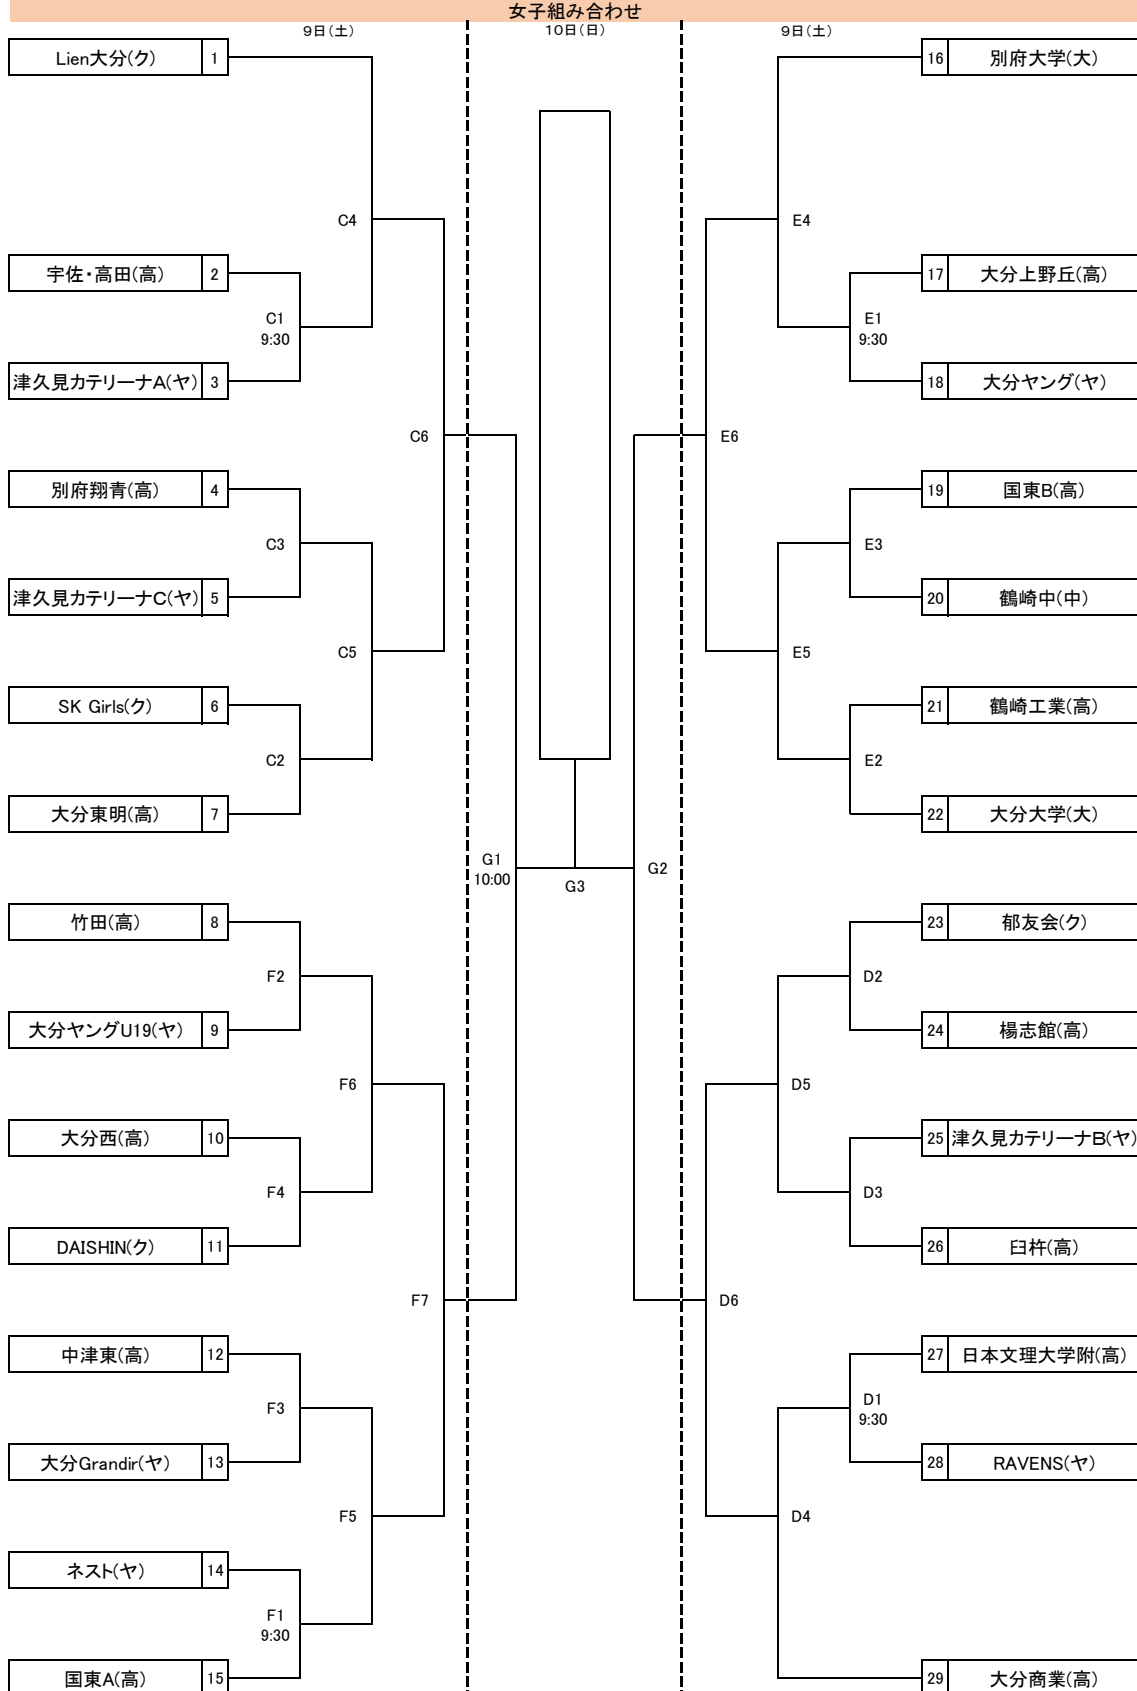 女子組み合わせ
9日(土)
10日(日)
9日(土)
Lien大分(ク) 1
C4
宇佐・高田(高) 2
C1
9:30
津久見カテリーナA(ヤ) 3
C6
別府翔青(高) 4
C3
津久見カテリーナC(ヤ) 5
C5
SK Girls(ク) 6
C2
大分東明(高) 7
G1
10:00
竹田(高) 8
F2
大分ヤングU19(ヤ) 9
F6
大分西(高) 10
F4
DAISHIN(ク) 11
F7
中津東(高) 12
F3
大分Grandir(ヤ) 13
F5
ネスト(ヤ) 14
F1
9:30
国東A(高) 15
G3
16 別府大学(大)
E4
17 大分上野丘(高)
E1
9:30
18 大分ヤング(ヤ)
E6
19 国東B(高)
E3
20 鶴崎中(中)
E5
21 鶴崎工業(高)
E2
22 大分大学(大)
G2
23 郁友会(ク)
D2
24 楊志館(高)
D5
25 津久見カテリーナB(ヤ)
D3
26 臼杵(高)
D6
27 日本文理大学附(高)
D1
9:30
28 RAVENS(ヤ)
D4
29 大分商業(高)